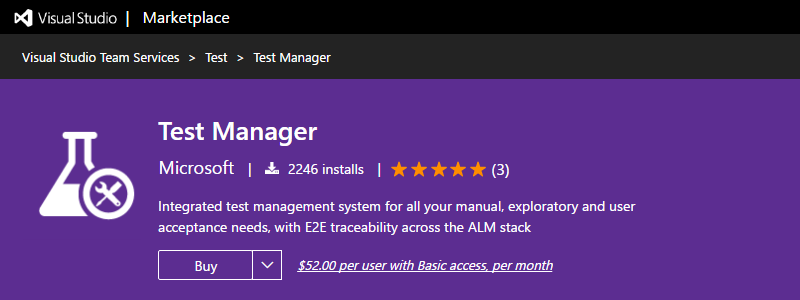 Visual Studio | Marketplace
Visual Studio Team Services > Test > Test Manager
Test Manager
Microsoft | 2246 installs | (3)
Integrated test management system for all your manual, exploratory and user
acceptance needs, with E2E traceability across the ALM stack
Buy $52.00 per user with Basic access, per month